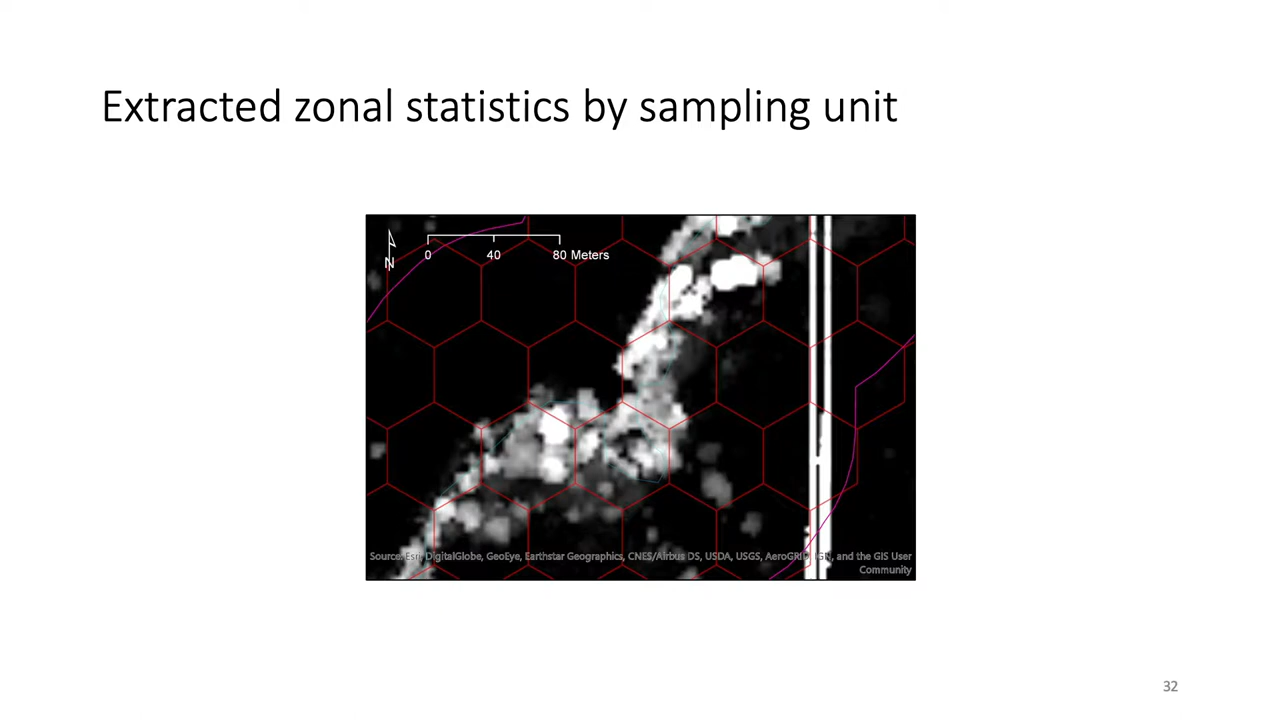 Extracted zonal statistics by sampling unit
N
0 40 80 Meters
Source: Esri, DigitalGlobe, GeoEye, Earthstar Geographics, CNES/Airbus DS, USDA, USGS, AeroGRID, IGN, and the GIS User
Community
32